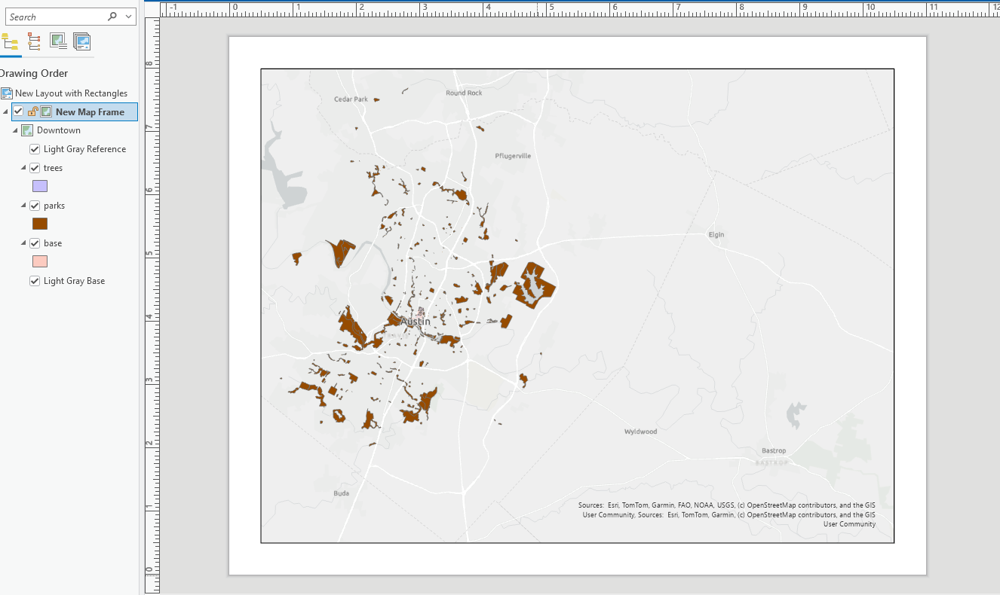 Search
Drawing Order
New Layout with Rectangles
New Map Frame
Downtown
Light Gray Reference
trees
parks
base
Light Gray Base
-1 0 1 2 3 4 5 6 7 8 9 10 11 12
8
7
6
5
4
3
2
1
0
Cedar Park
Round Rock
Pflugerville
Elgin
Austin
Wyldwood
Bastrop
BASTROP
Buda
Sources: Esri, TomTom, Garmin, FAO, NOAA, USGS, (c) OpenStreetMap contributors, and the GIS
User Community, Sources: Esri, TomTom, Garmin, (c) OpenStreetMap contributors, and the GIS
User Community